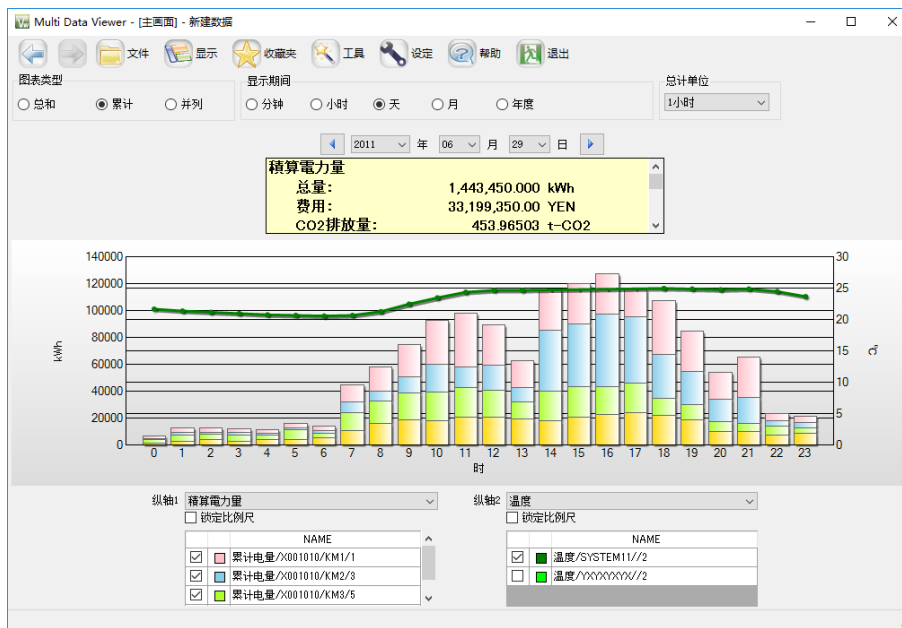 Multi Data Viewer - [主画面] - 新建数据
文件 显示 收藏夹 工具 设定 帮助 退出
图表类型 显示期间 总计单位
总和 累计 并列 分钟 小时 天 月 年度 1小时
2011 年 06 月 29 日
積算電力量
总量: 1,443,450.000 kWh
费用: 33,199,350.00 YEN
CO2排放量: 453.96503 t-CO2
140000 30
120000 25
100000 20
80000 15
60000 10
40000 5
20000 0
0
kWh
℃
0 1 2 3 4 5 6 7 8 9 10 11 12 13 14 15 16 17 18 19 20 21 22 23
时
纵轴1 積算電力量 纵轴2 温度
锁定比例尺 锁定比例尺
NAME NAME
累计电量/X001010/KM1/1 温度/SYSTEM11//2
累计电量/X001010/KM2/3 温度/YXYXYXYX//2
累计电量/X001010/KM3/5